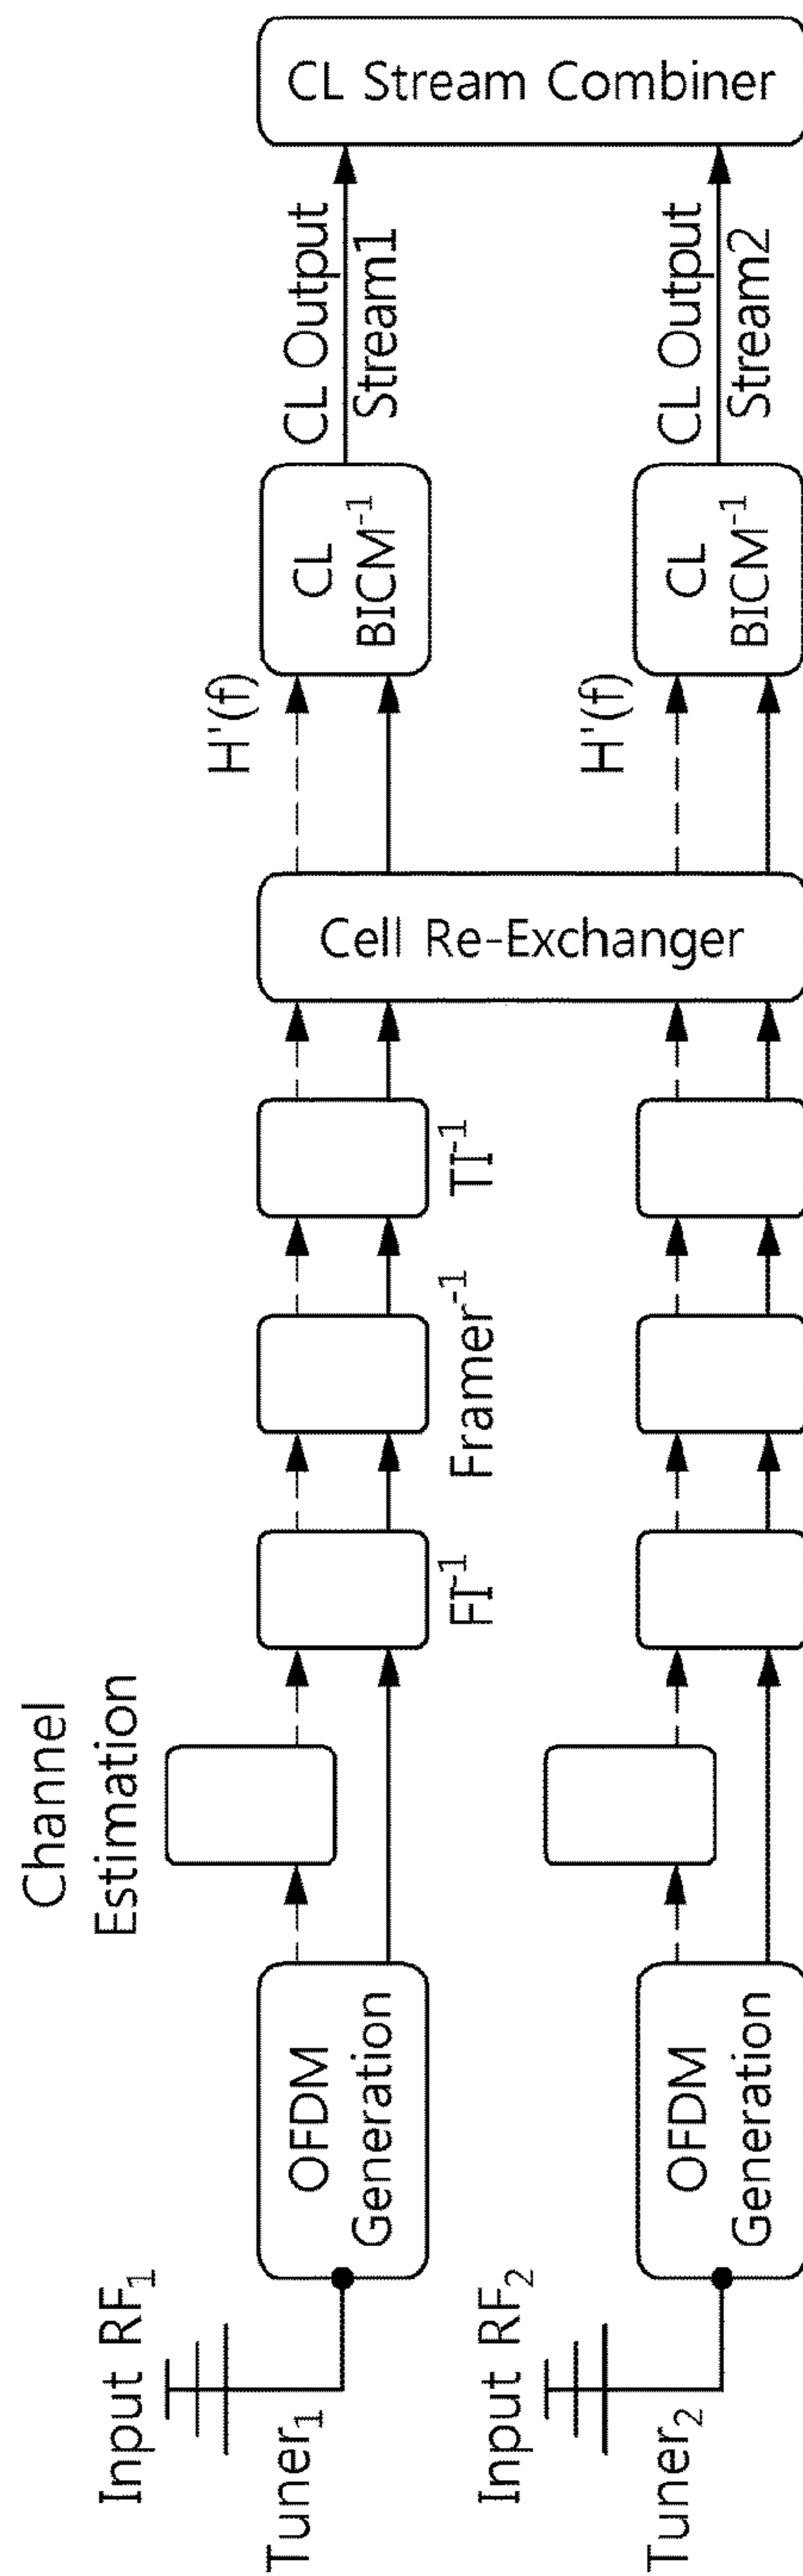 Input RF₁
Tuner₁
OFDM
Generation
Channel
Estimation
FI⁻¹
Framer⁻¹
TI⁻¹
Cell Re-Exchanger
H'(f)
CL
BICM⁻¹
CL Output
Stream1
CL Stream Combiner
Input RF₂
Tuner₂
OFDM
Generation
H'(f)
CL
BICM⁻¹
CL Output
Stream2